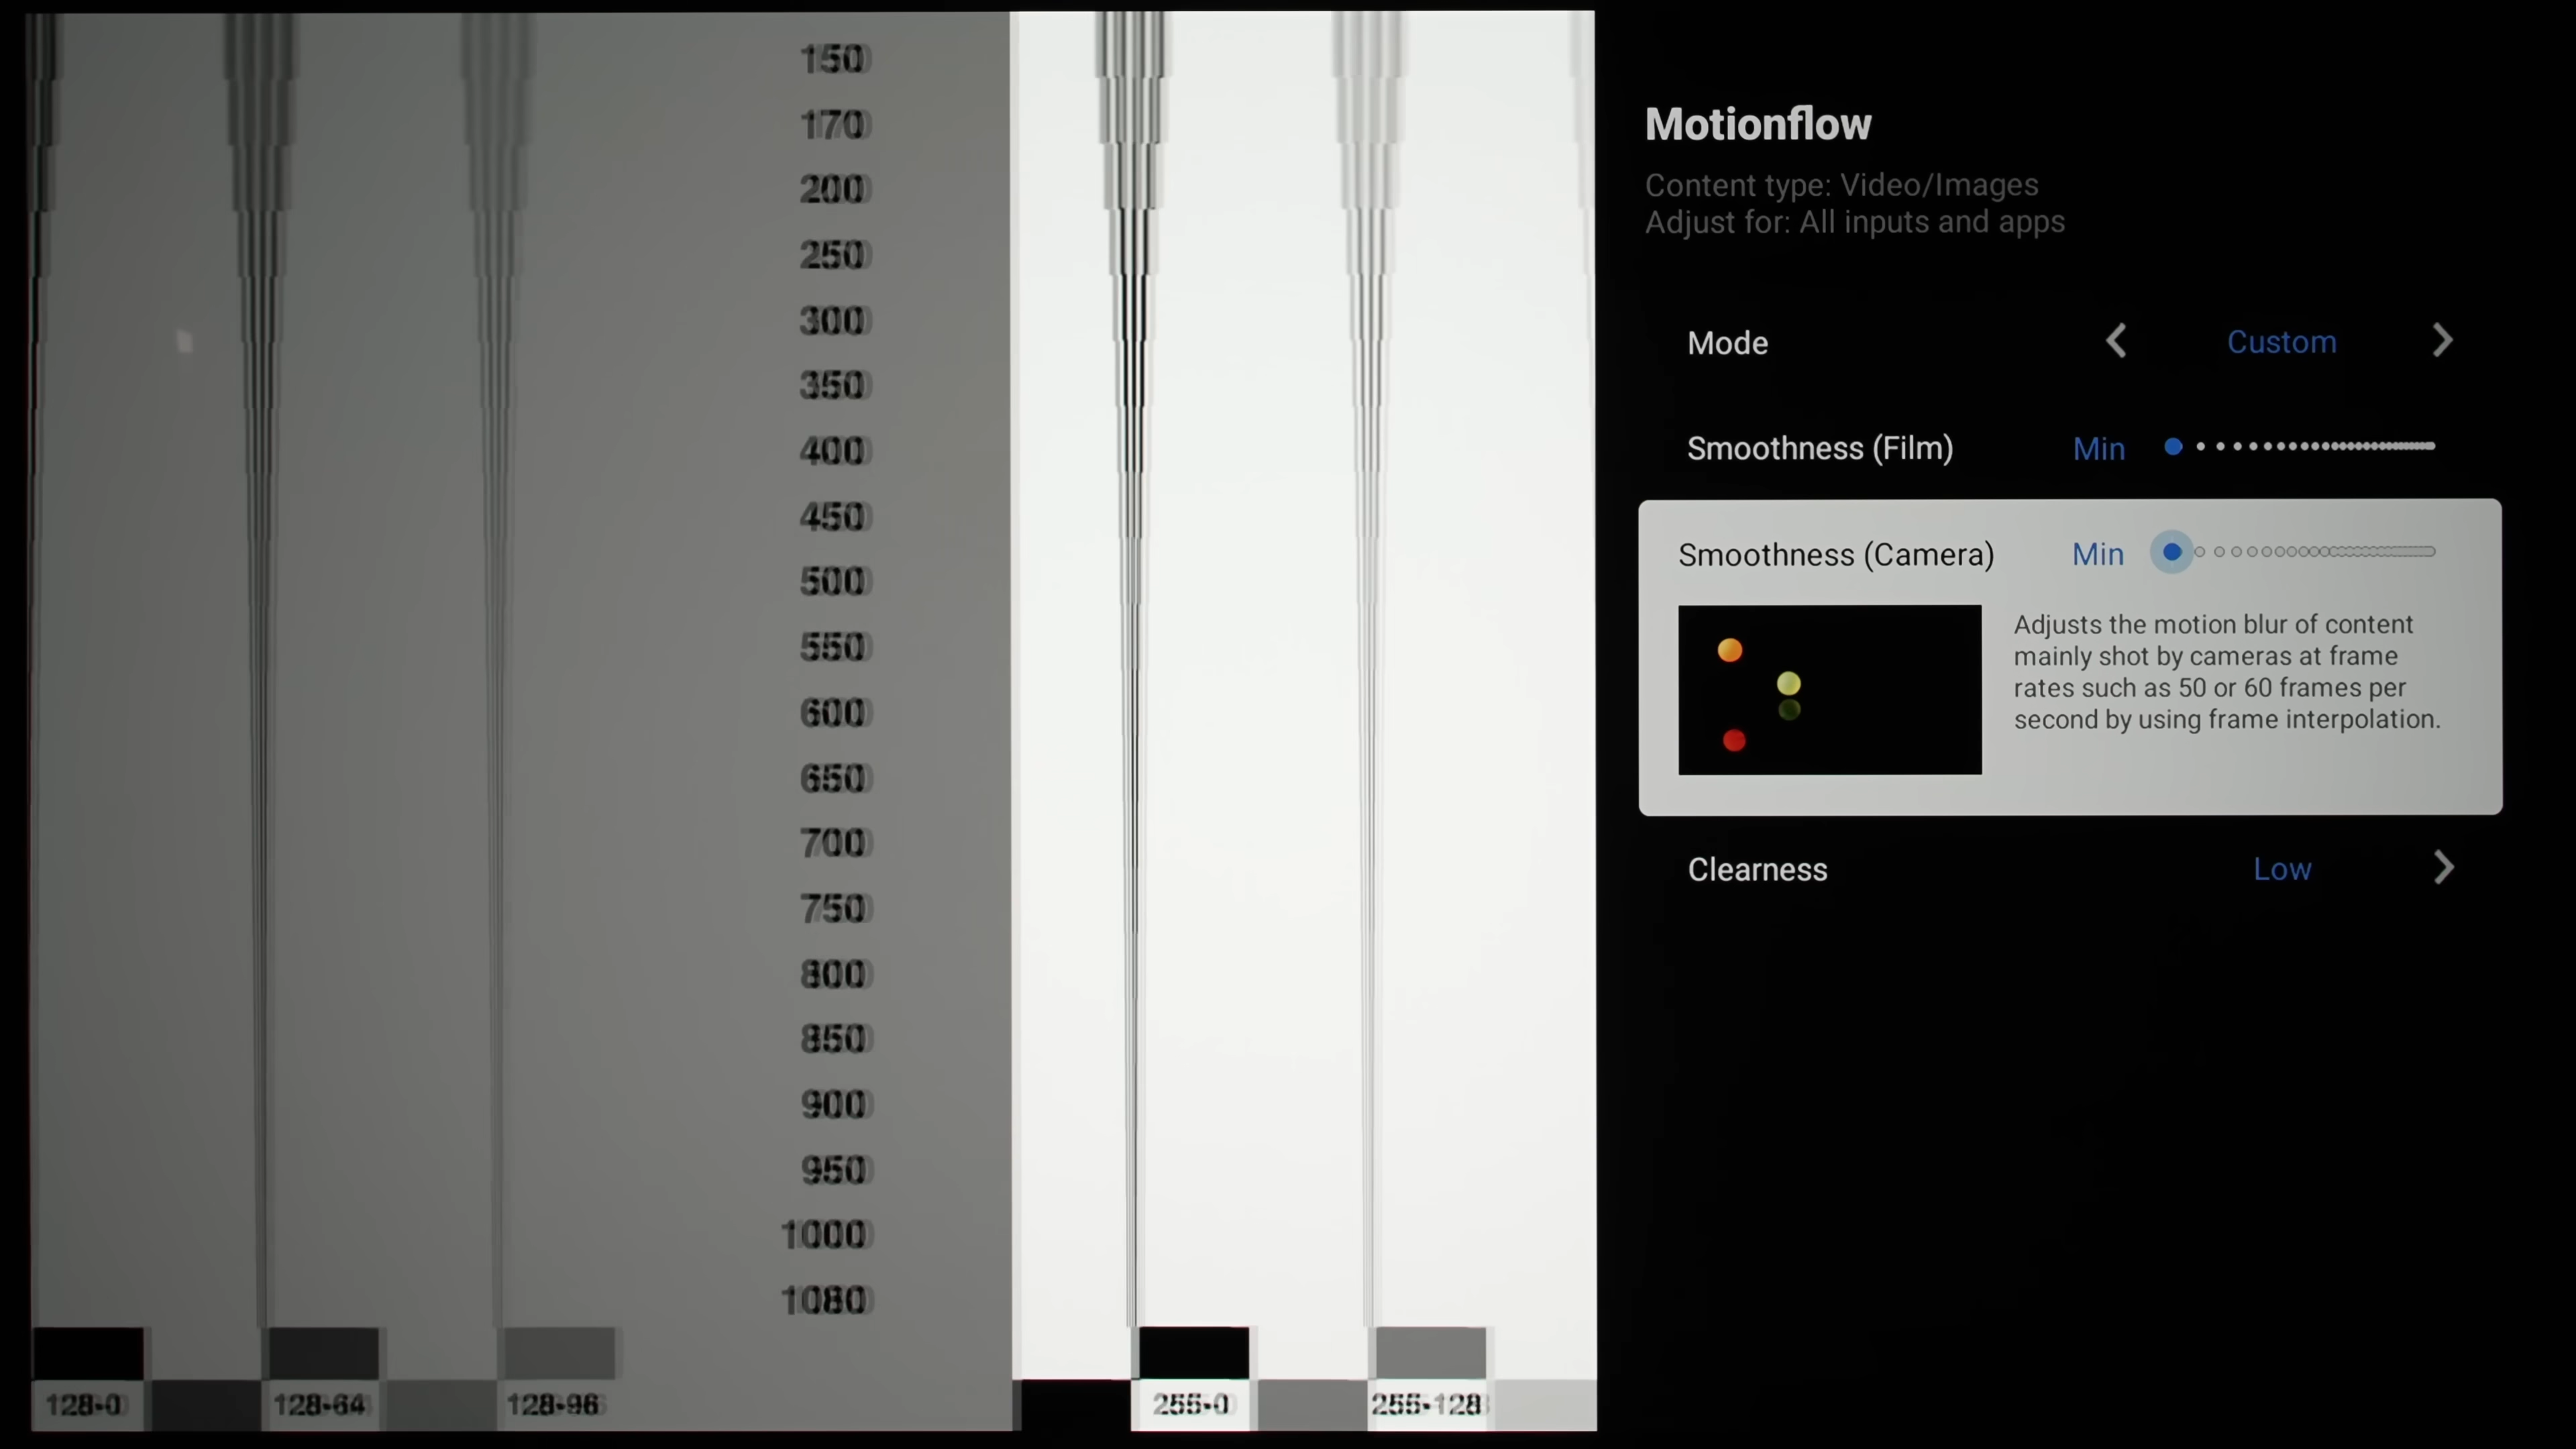 150
170
200
250
300
350
400
450
500
550
600
650
700
750
800
850
900
950
1000
1080
128-0
128-64
128-96
255-0
255-128
Motionflow
Content type: Video/Images
Adjust for: All inputs and apps
Mode
Custom
Smoothness (Film)
Min
Smoothness (Camera)
Min
Adjusts the motion blur of content
mainly shot by cameras at frame
rates such as 50 or 60 frames per
second by using frame interpolation.
Clearness
Low